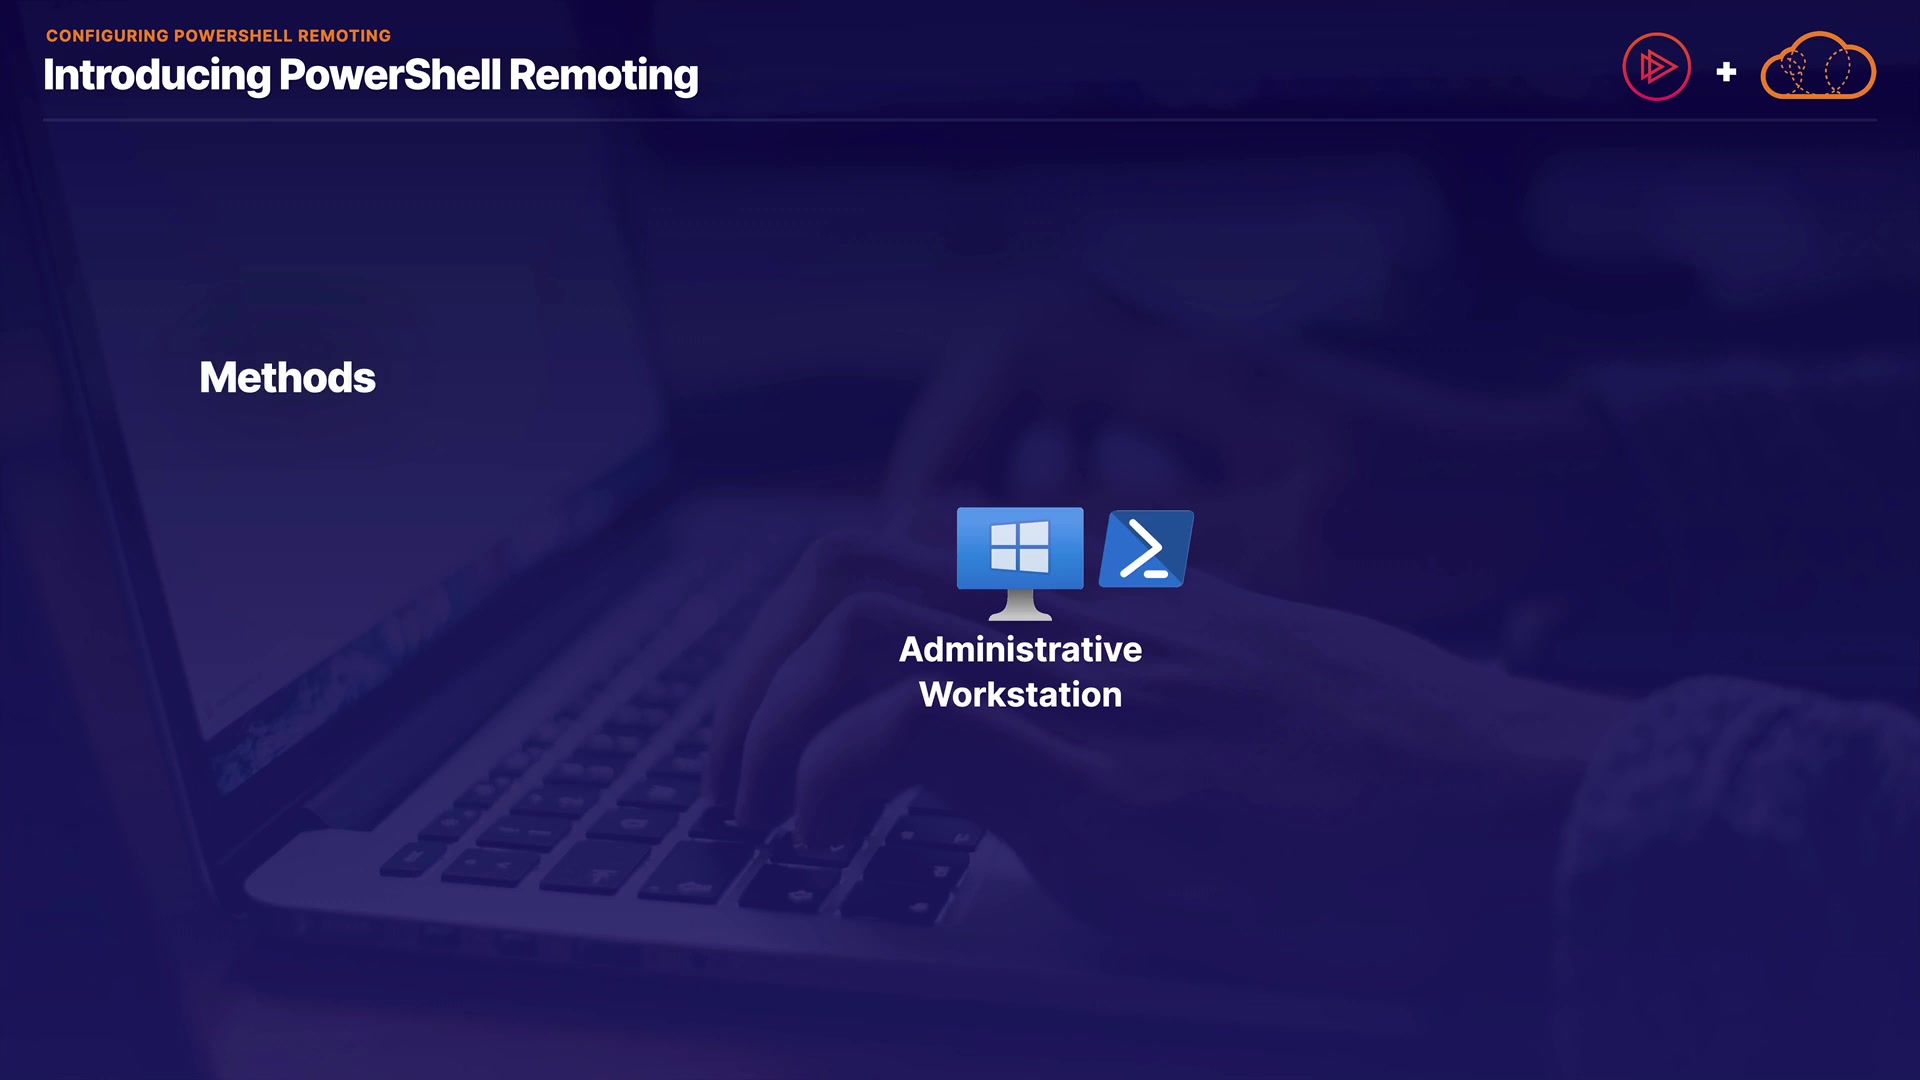 CONFIGURING POWERSHELL REMOTING
Introducing PowerShell Remoting
Methods
Administrative
Workstation